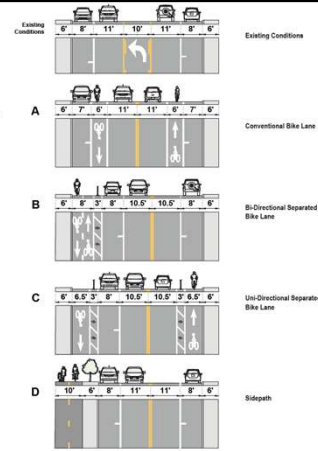 Existing
Conditions
6' 8' 11' 10' 11' 8' 6'
Existing Conditions
A
6' 7' 6' 11' 11' 6' 7' 6'
Conventional Bike Lane
B
6' 8' 3' 8' 10.5' 10.5' 8' 6'
Bi-Directional Separated
Bike Lane
C
6' 6.5' 3' 8' 10.5' 10.5' 3' 6.5' 6'
Uni-Directional Separate
Bike Lane
D
10' 6' 8' 11' 11' 8' 6'
Sidepath